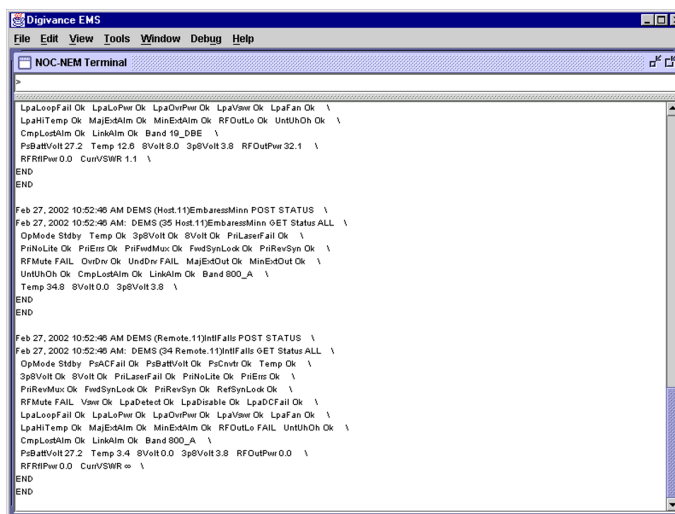 Digivance EMS
File Edit View Tools Window Debug Help
NOC-NEM Terminal
>
LpaLoopFail Ok LpaLoPwr Ok LpaOvrPwr Ok LpaVswr Ok LpaFan Ok \
LpaHiTemp Ok MajExtAlm Ok MinExtAlm Ok RFOutLo Ok UntUhOh Ok \
CmpLostAlm Ok LinkAlm Ok Band 19_DBE \
PsBattVolt 27.2 Temp 12.6 8Volt 8.0 3p8Volt 3.8 RFOutPwr 32.1 \
RFRflPwr 0.0 CurrVSWR 1.1 \
END
END
Feb 27, 2002 10:52:46 AM DEMS (Host.11)EmbaressMinn POST STATUS \
Feb 27, 2002 10:52:46 AM: DEMS (35 Host.11)EmbaressMinn GET Status ALL \
OpMode Stdby Temp Ok 3p8Volt Ok 8Volt Ok PriLaserFail Ok \
PriNoLite Ok PriErrs Ok PriFwdMux Ok FwdSynLock Ok PriRevSyn Ok \
RFMute FAIL OvrDrv Ok UndDrv FAIL MajExtOut Ok MinExtOut Ok \
UntUhOh Ok CmpLostAlm Ok LinkAlm Ok Band 800_A \
Temp 34.8 8Volt 0.0 3p8Volt 3.8 \
END
END
Feb 27, 2002 10:52:46 AM DEMS (Remote.11)IntlFalls POST STATUS \
Feb 27, 2002 10:52:46 AM: DEMS (34 Remote.11)IntlFalls GET Status ALL \
OpMode Stdby PsACFail Ok PsBattVolt Ok PsCnvtr Ok Temp Ok \
3p8Volt Ok 8Volt Ok PriLaserFail Ok PriNoLite Ok PriErrs Ok \
PriRevMux Ok FwdSynLock Ok PriRevSyn Ok RefSynLock Ok \
RFMute FAIL Vswr Ok LpaDetect Ok LpaDisable Ok LpaDCFail Ok \
LpaLoopFail Ok LpaLoPwr Ok LpaOvrPwr Ok LpaVswr Ok LpaFan Ok \
LpaHiTemp Ok MajExtAlm Ok MinExtAlm Ok RFOutLo FAIL UntUhOh Ok \
CmpLostAlm Ok LinkAlm Ok Band 800_A \
PsBattVolt 27.2 Temp 3.4 8Volt 0.0 3p8Volt 3.8 RFOutPwr 0.0 \
RFRflPwr 0.0 CurrVSWR ∞ \
END
END